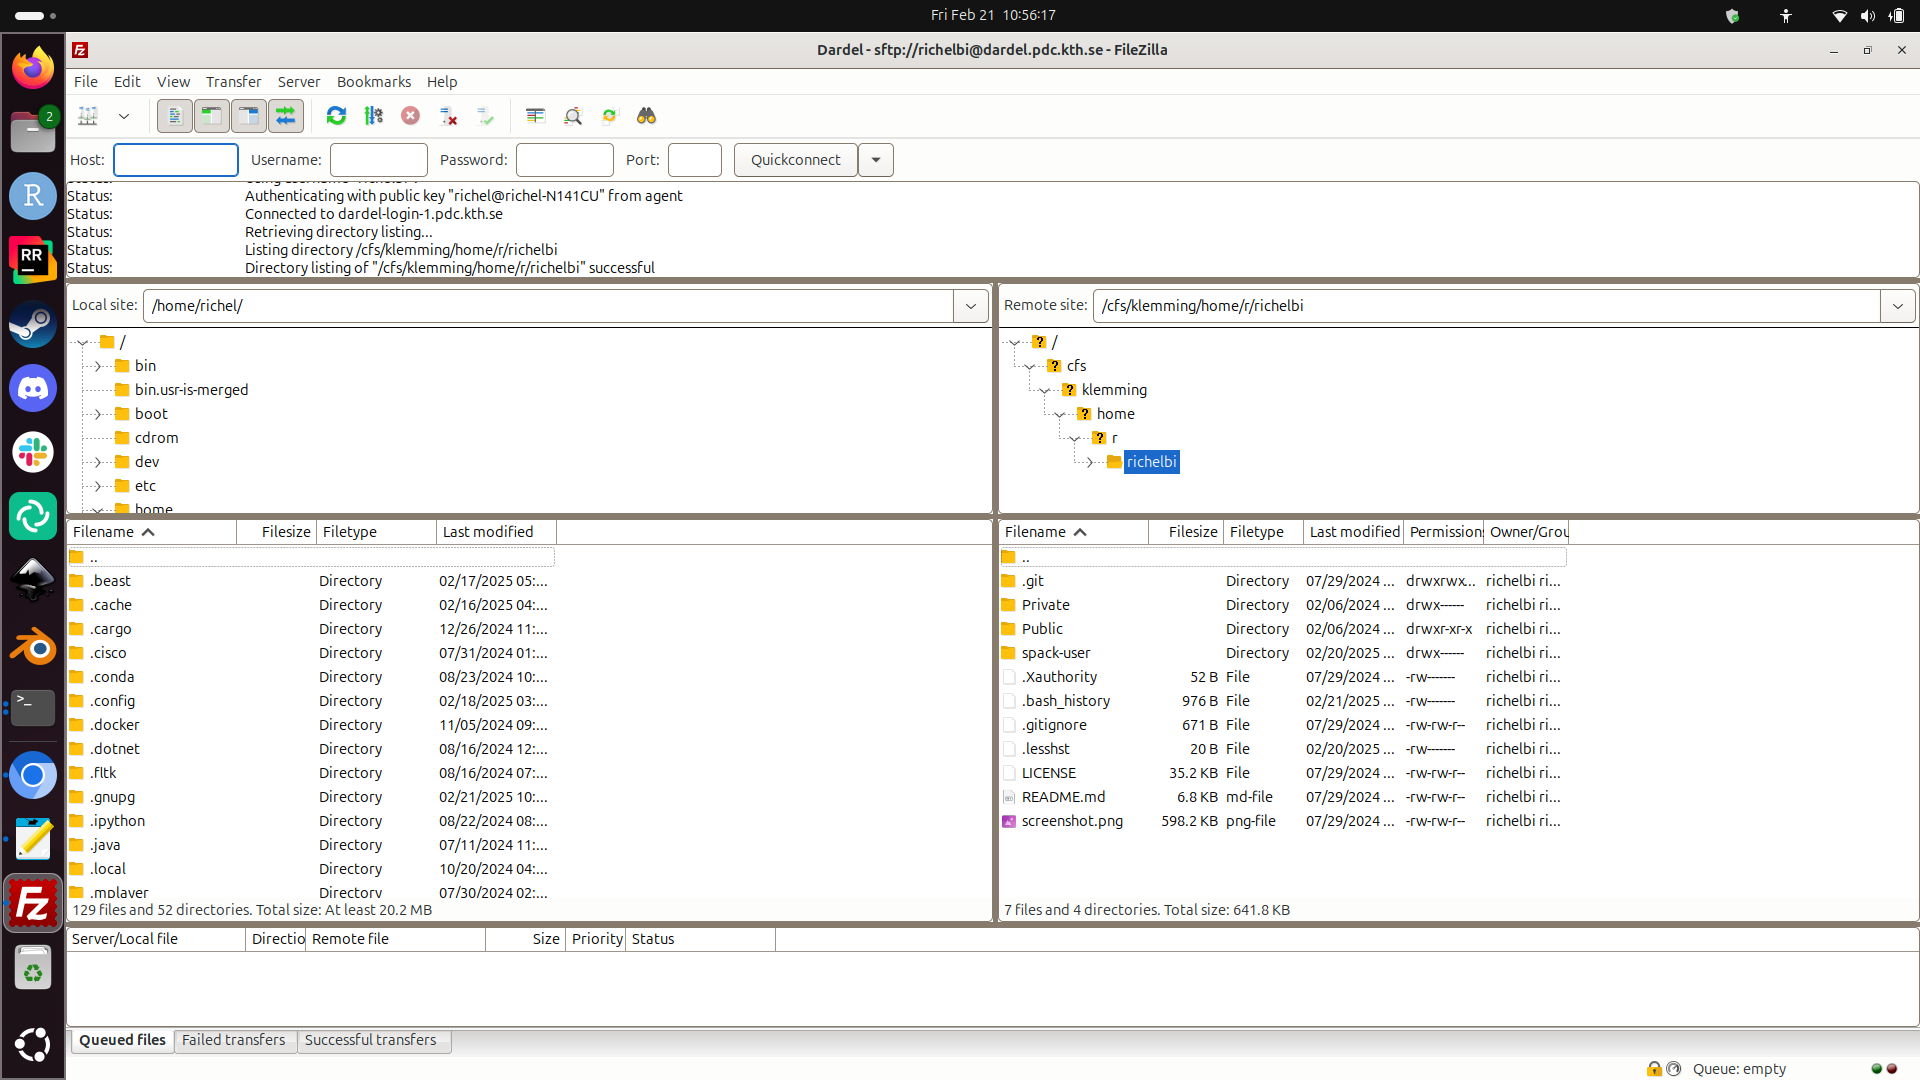 Fri Feb 21 10:56:17
2
Dardel - sftp://richelbi@dardel.pdc.kth.se - FileZilla
File Edit View Transfer Server Bookmarks Help
Host: Username: Password: Port: Quickconnect
Status: Authenticating with public key "richel@richel-N141CU" from agent
Status: Connected to dardel-login-1.pdc.kth.se
Status: Retrieving directory listing...
Status: Listing directory /cfs/klemming/home/r/richelbi
Status: Directory listing of "/cfs/klemming/home/r/richelbi" successful
Local site: /home/richel/
/
bin
bin.usr-is-merged
boot
cdrom
dev
etc
home
Remote site: /cfs/klemming/home/r/richelbi
/
cfs
klemming
home
r
richelbi
Filename Filesize Filetype Last modified
..
.beast Directory 02/17/2025 05:...
.cache Directory 02/16/2025 04:...
.cargo Directory 12/26/2024 11:...
.cisco Directory 07/31/2024 01:...
.conda Directory 08/23/2024 10:...
.config Directory 02/18/2025 03:...
.docker Directory 11/05/2024 09:...
.dotnet Directory 08/16/2024 12:...
.fltk Directory 08/16/2024 07:...
.gnupg Directory 02/21/2025 10:...
.ipython Directory 08/22/2024 08:...
.java Directory 07/11/2024 11:...
.local Directory 10/20/2024 04:...
.mplayer Directory 07/30/2024 02:...
129 files and 52 directories. Total size: At least 20.2 MB
Filename Filesize Filetype Last modified Permission: Owner/Grou
..
.git Directory 07/29/2024 ... drwxrwx... richelbi ri...
Private Directory 02/06/2024 ... drwx------ richelbi ri...
Public Directory 02/06/2024 ... drwxr-xr-x richelbi ri...
spack-user Directory 02/20/2025 ... drwx------ richelbi ri...
.Xauthority 52 B File 07/29/2024 ... -rw------- richelbi ri...
.bash_history 976 B File 02/21/2025 ... -rw------- richelbi ri...
.gitignore 671 B File 07/29/2024 ... -rw-rw-r-- richelbi ri...
.lesshst 20 B File 02/20/2025 ... -rw------- richelbi ri...
LICENSE 35.2 KB File 07/29/2024 ... -rw-rw-r-- richelbi ri...
README.md 6.8 KB md-file 07/29/2024 ... -rw-rw-r-- richelbi ri...
screenshot.png 598.2 KB png-file 07/29/2024 ... -rw-rw-r-- richelbi ri...
7 files and 4 directories. Total size: 641.8 KB
Server/Local file Directio Remote file Size Priority Status
Queued files Failed transfers Successful transfers
Queue: empty
R
RR
>_
Fz